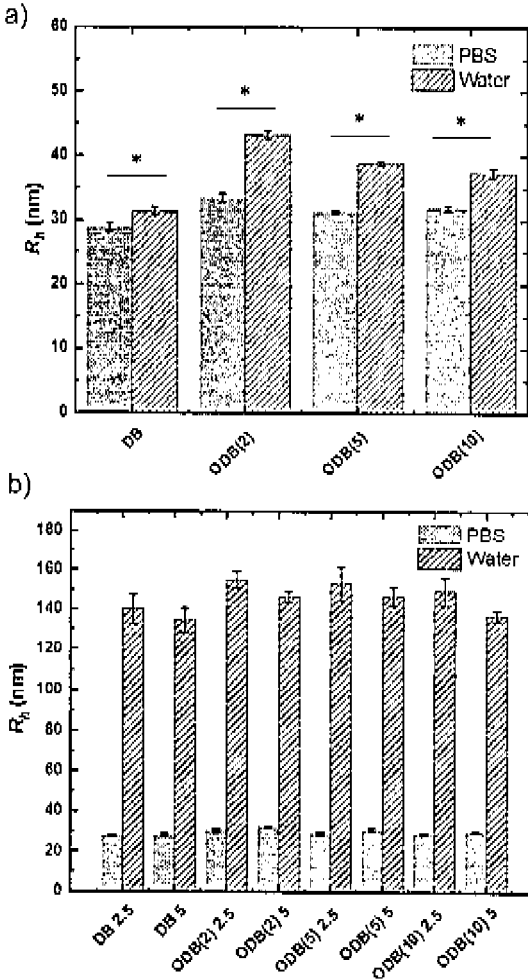 a)
60
50
40
30
20
10
0
Rh (nm)
PBS
Water
*
*
*
*
DB
ODB(2)
ODB(5)
ODB(10)
b)
180
160
140
120
100
80
60
40
20
0
Rh (nm)
PBS
Water
DB 2.5
DB 5
ODB(2) 2.5
ODB(2) 5
ODB(5) 2.5
ODB(5) 5
ODB(10) 2.5
ODB(10) 5